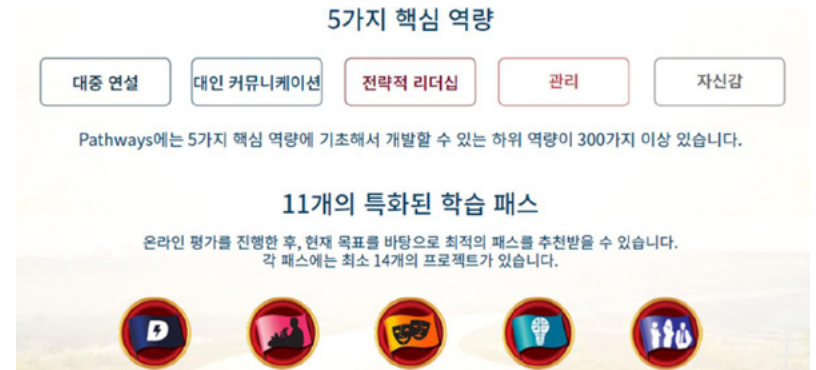 5가지 핵심 역량
대중 연설
대인 커뮤니케이션
전략적 리더십
관리
자신감
Pathways에는 5가지 핵심 역량에 기초해서 개발할 수 있는 하위 역량이 300가지 이상 있습니다.
11개의 특화된 학습 패스
온라인 평가를 진행한 후, 현재 목표를 바탕으로 최적의 패스를 추천받을 수 있습니다.
각 패스에는 최소 14개의 프로젝트가 있습니다.
D